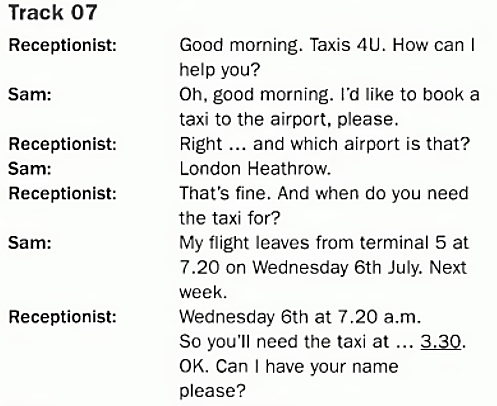 Track 07
Receptionist: Good morning. Taxis 4U. How can I
help you?
Sam: Oh, good morning. I'd like to book a
taxi to the airport, please.
Receptionist: Right ... and which airport is that?
Sam: London Heathrow.
Receptionist: That's fine. And when do you need
the taxi for?
Sam: My flight leaves from terminal 5 at
7.20 on Wednesday 6th July. Next
week.
Receptionist: Wednesday 6th at 7.20 a.m.
So you'll need the taxi at ... 3.30.
OK. Can I have your name
please?